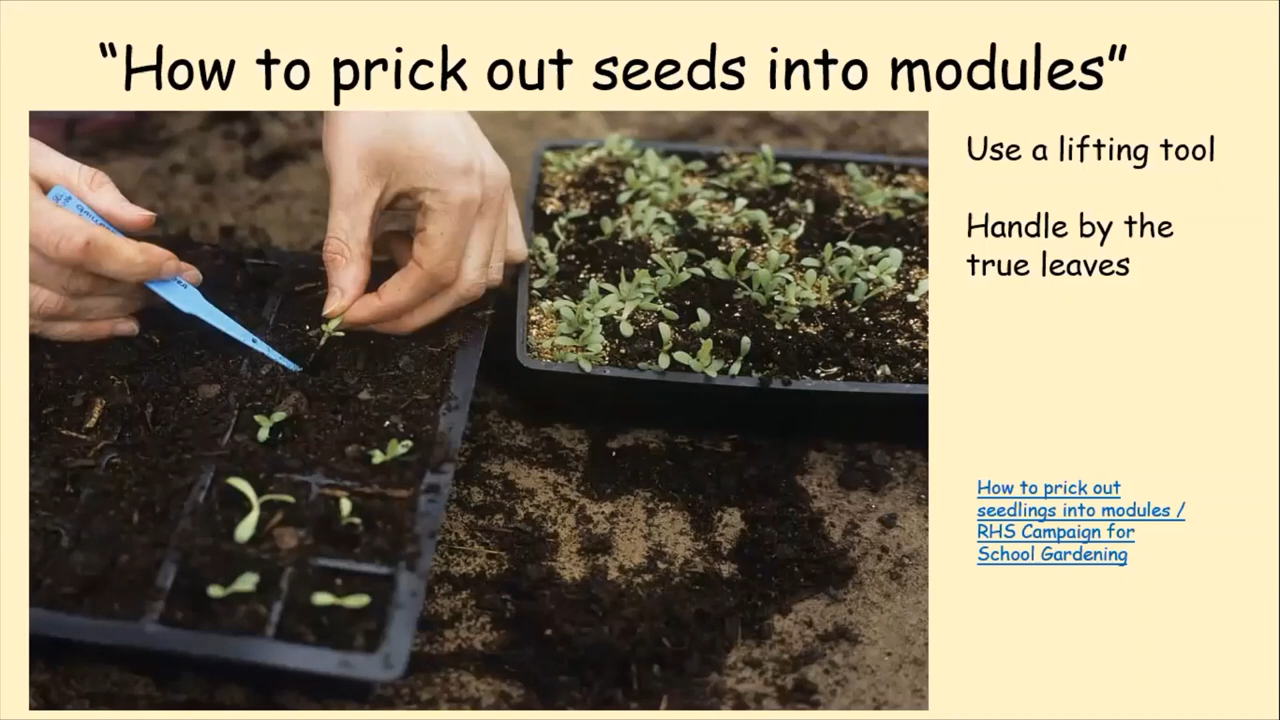 “How to prick out seeds into modules”
Use a lifting tool
Handle by the
true leaves
How to prick out
seedlings into modules /
RHS Campaign for
School Gardening